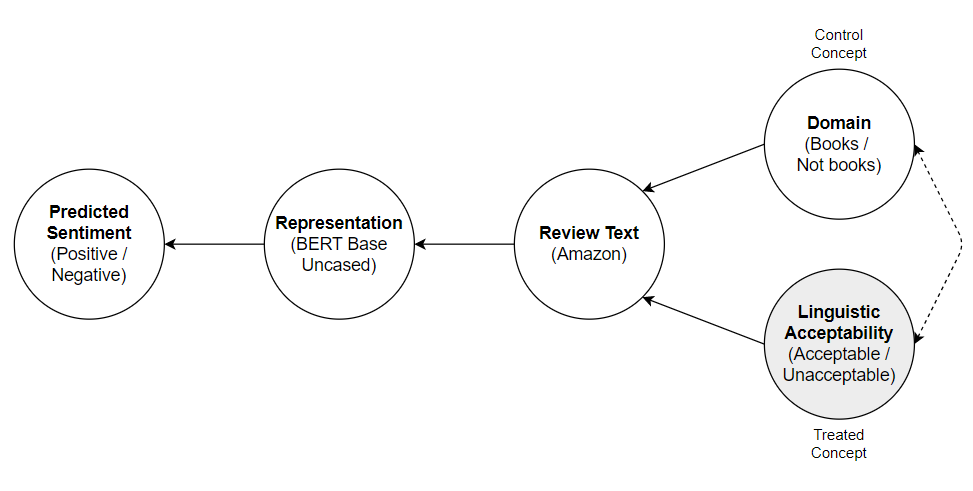 Control
Concept
Domain
(Books /
Not books)
Predicted
Sentiment
(Positive /
Negative)
Representation
(BERT Base
Uncased)
Review Text
(Amazon)
Linguistic
Acceptability
(Acceptable /
Unacceptable)
Treated
Concept